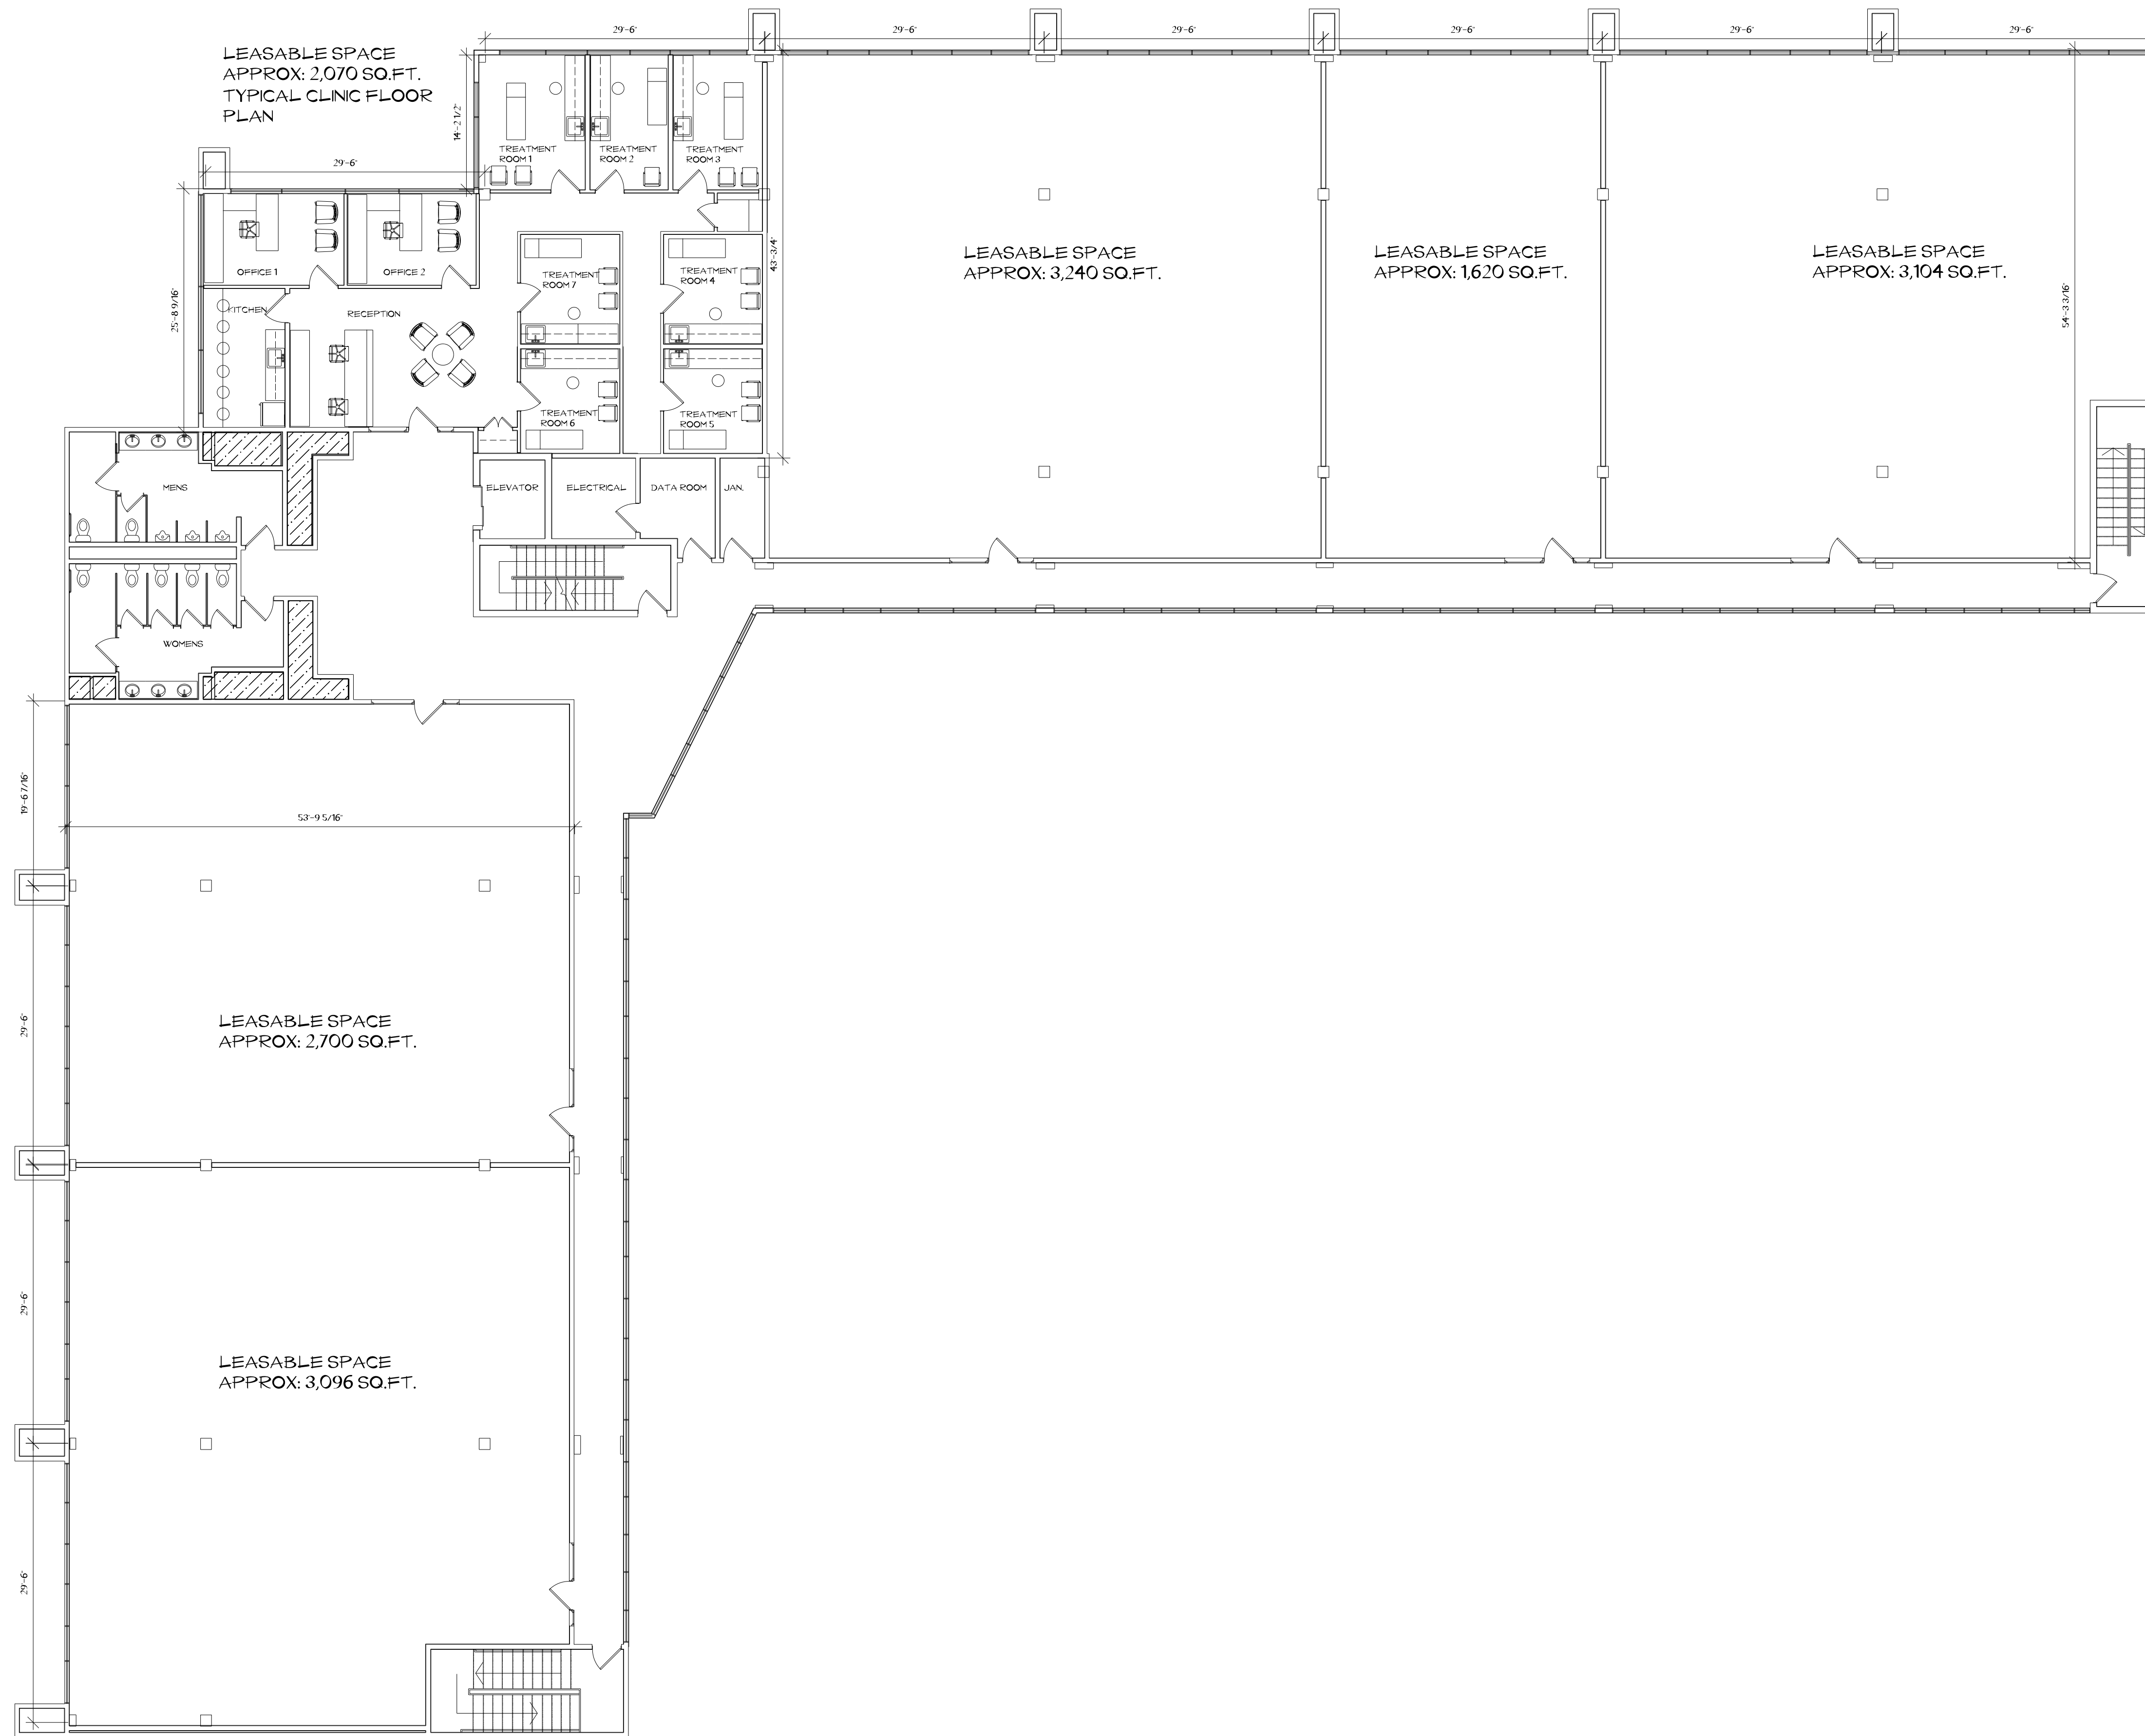 29'-6"
29'-6"
29'-6"
29'-6"
29'-6"
29'-6"
LEASABLE SPACE
APPROX: 2,070 SQ.FT.
TYPICAL CLINIC FLOOR
PLAN
14'-2 1/2"
29'-6"
TREATMENT
ROOM 1
TREATMENT
ROOM 2
TREATMENT
ROOM 3
OFFICE 1
OFFICE 2
TREATMENT
ROOM 7
TREATMENT
ROOM 4
43'-3/4"
LEASABLE SPACE
APPROX: 3,240 SQ.FT.
LEASABLE SPACE
APPROX: 1,620 SQ.FT.
LEASABLE SPACE
APPROX: 3,104 SQ.FT.
54'-3 3/16"
25'-8 9/16"
KITCHEN
RECEPTION
TREATMENT
ROOM 6
TREATMENT
ROOM 5
MENS
ELEVATOR
ELECTRICAL
DATA ROOM
JAN.
WOMENS
19'-6 7/16"
53'-9 5/16"
29'-6"
LEASABLE SPACE
APPROX: 2,700 SQ.FT.
29'-6"
LEASABLE SPACE
APPROX: 3,096 SQ.FT.
29'-6"